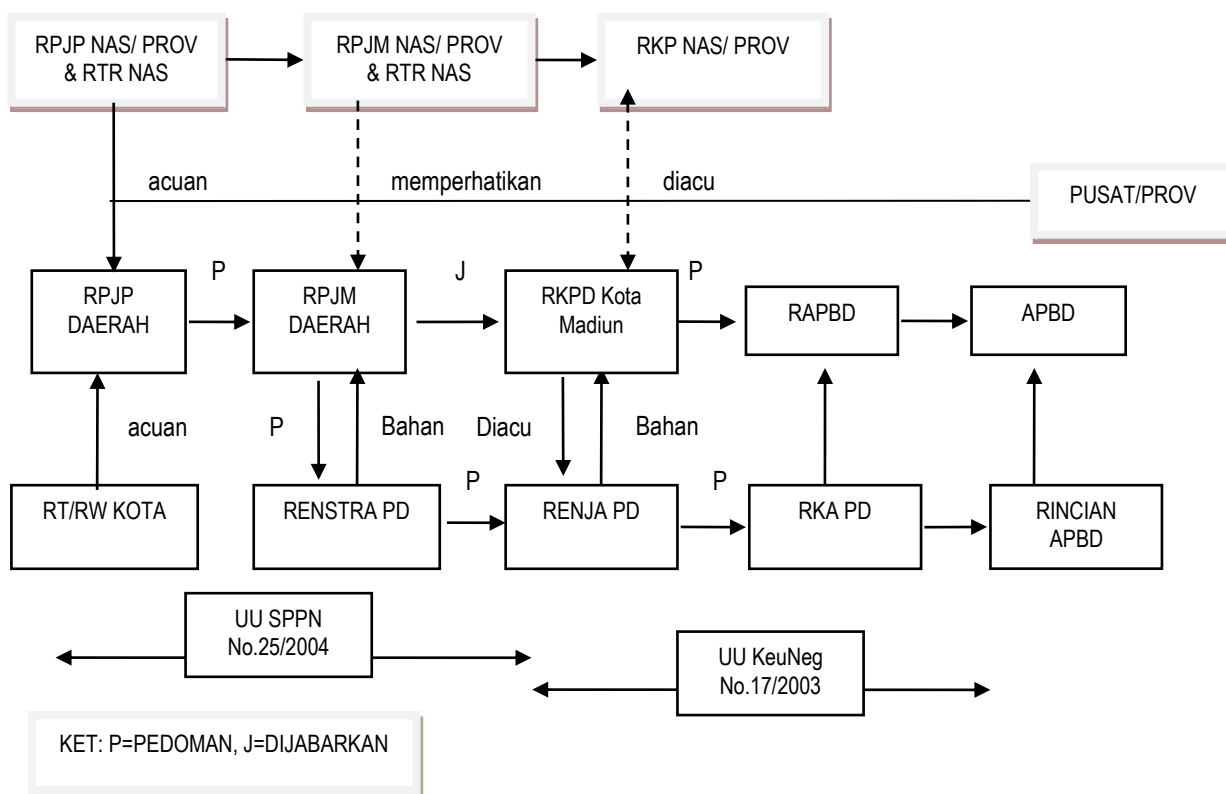 RPJP NAS/ PROV
& RTR NAS
RPJM NAS/ PROV
& RTR NAS
RKP NAS/ PROV
acuan
memperhatikan
diacu
PUSAT/PROV
P
J
P
RPJP
DAERAH
RPJM
DAERAH
RKPD Kota
Madiun
RAPBD
APBD
acuan
P
Bahan
Diacu
Bahan
P
P
RT/RW KOTA
RENSTRA PD
RENJA PD
RKA PD
RINCIAN
APBD
UU SPPN
No.25/2004
UU KeuNeg
No.17/2003
KET: P=PEDOMAN, J=DIJABARKAN